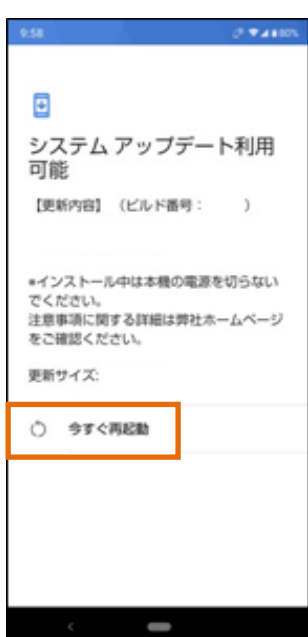 9:58
80%
システム アップデート利用
可能
【更新内容】 （ビルド番号： ）
*インストール中は本機の電源を切らない
でください。
注意事項に関する詳細は弊社ホームページ
をご確認ください。
更新サイズ:
今すぐ再起動